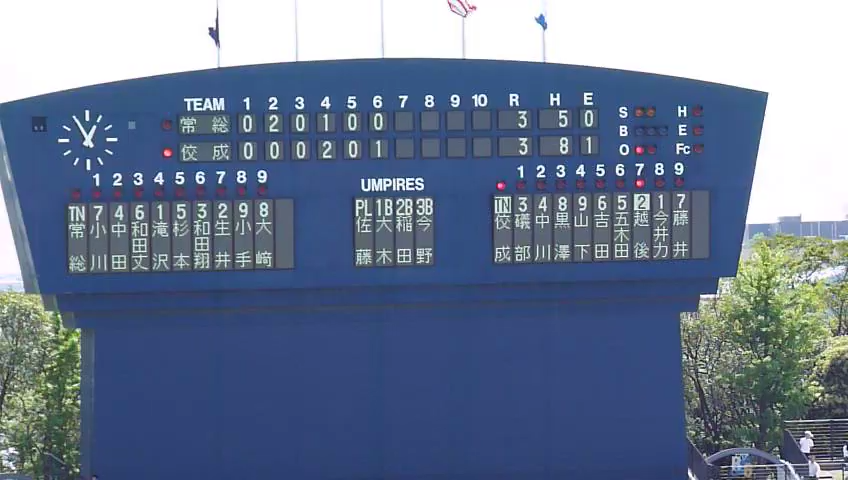 TEAM 1 2 3 4 5 6 7 8 9 10 R H E
常総 0 2 0 1 0 0 3 5 0
佼成 0 0 0 2 0 1 3 8 1
S H
B E
O Fc
1 2 3 4 5 6 7 8 9
TN 7 4 6 1 5 3 2 9 8
常総 小川 中田 和田丈 滝沢 杉本 和田翔 生井 小手 大崎
UMPIRES
PL 1B 2B 3B
佐藤 大木 稲田 今野
1 2 3 4 5 6 7 8 9
TN 3 4 8 9 6 5 2 1 7
佼成 礒部 中川 黒澤 山下 吉田 五木田 越後 今井力 藤井